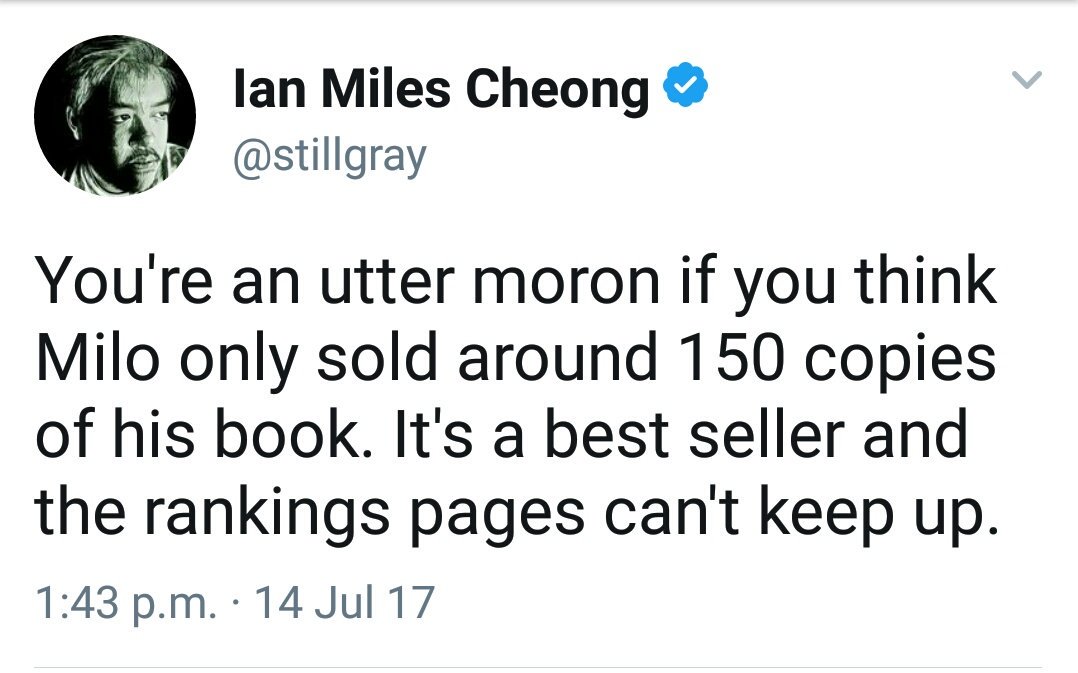 Ian Miles Cheong
@stillgray
You're an utter moron if you think
Milo only sold around 150 copies
of his book. It's a best seller and
the rankings pages can't keep up.
1:43 p.m. · 14 Jul 17